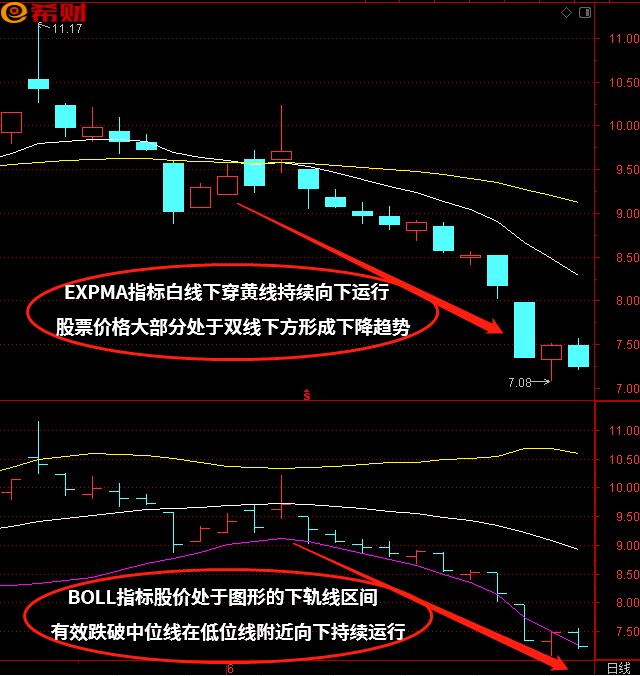 希财
11.17
11.00
10.50
10.00
9.50
9.00
8.50
8.00
7.50
7.00
EXPMA指标白线下穿黄线持续向下运行
股票价格大部分处于双线下方形成下降趋势
7.08
ŝ
11.00
10.50
10.00
9.50
9.00
8.50
8.00
7.50
BOLL指标股价处于图形的下轨线区间
有效跌破中位线在低位线附近向下持续运行
6
日线